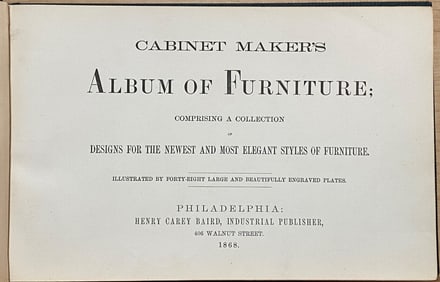 CABINET MAKER'S
ALBUM OF FURNITURE;
COMPRISING A COLLECTION
OF
DESIGNS FOR THE NEWEST AND MOST ELEGANT STYLES OF FURNITURE.
ILLUSTRATED BY FORTY-EIGHT LARGE AND BEAUTIFULLY ENGRAVED PLATES.
PHILADELPHIA:
HENRY CAREY BAIRD, INDUSTRIAL PUBLISHER,
406 WALNUT STREET.
1868.